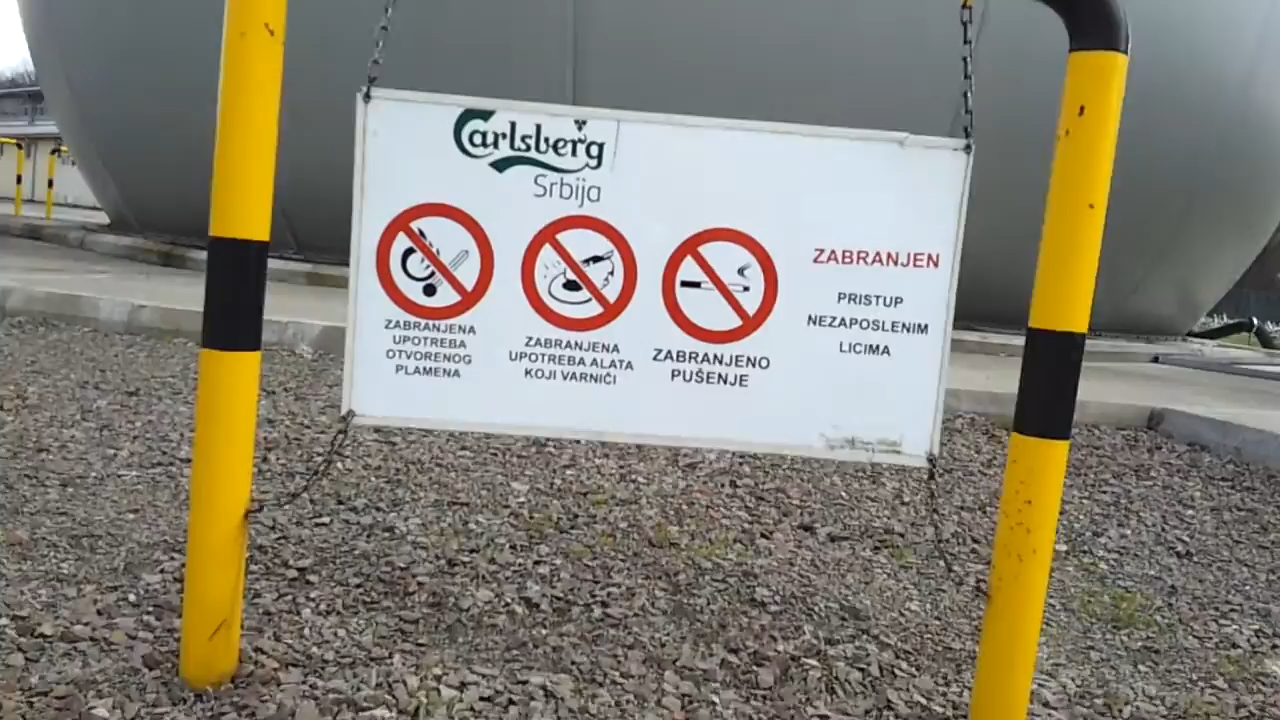 Carlsberg
Srbija
ZABRANJENA
UPOTREBA
OTVORENOG
PLAMENA
ZABRANJENA
UPOTREBA ALATA
KOJI VARNIČI
ZABRANJENO
PUŠENJE
ZABRANJEN
PRISTUP
NEZAPOSLENIM
LICIMA